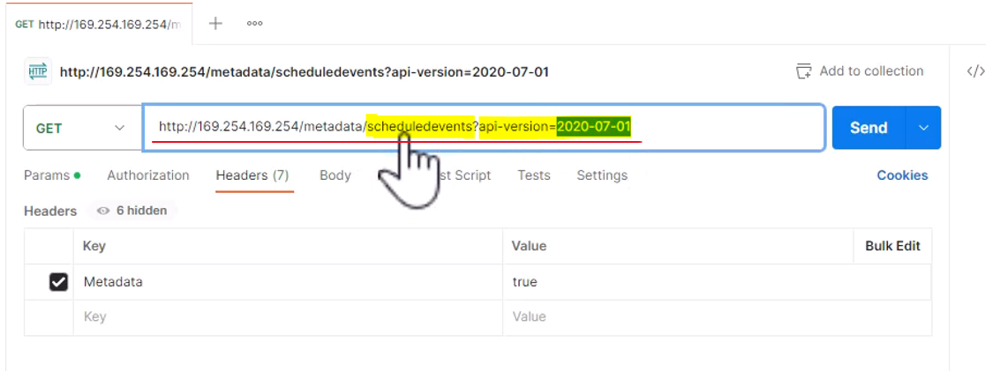 GET http://169.254.169.254/m
HTTP http://169.254.169.254/metadata/scheduledevents?api-version=2020-07-01 Add to collection
GET http://169.254.169.254/metadata/scheduledevents?api-version=2020-07-01 Send
Params Authorization Headers (7) Body st Script Tests Settings Cookies
Headers 6 hidden
Key Value Bulk Edit
Metadata true
Key Value